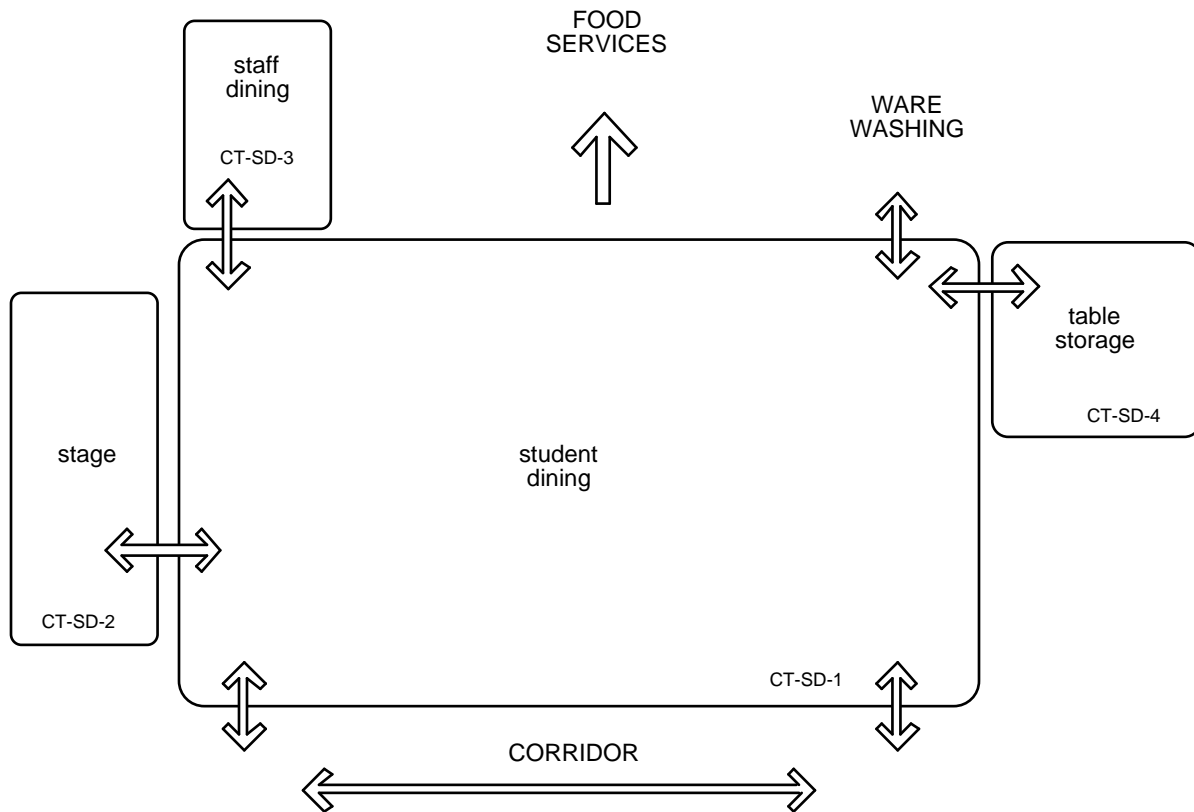 FOOD
SERVICES
staff
dining
CT-SD-3
WARE
WASHING
table
storage
CT-SD-4
stage
CT-SD-2
student
dining
CT-SD-1
CORRIDOR